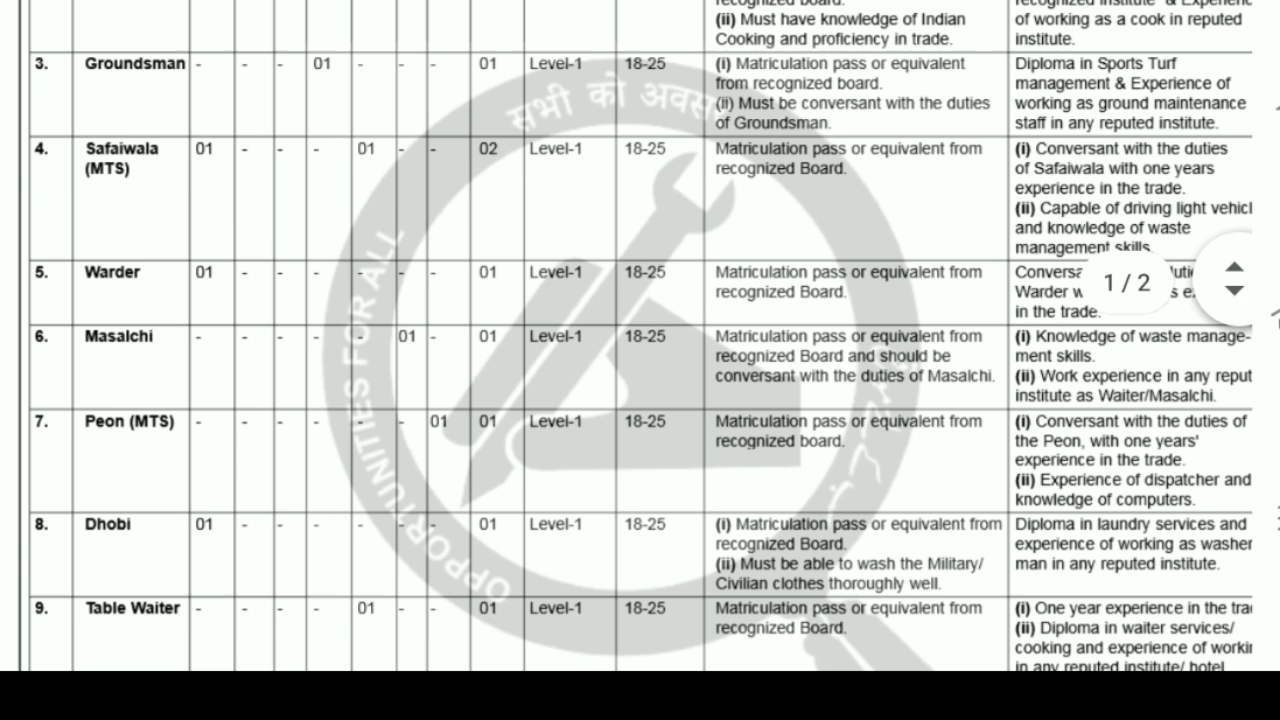 recognized board.
(ii) Must have knowledge of Indian
Cooking and proficiency in trade.
recognized institute & Experienc
of working as a cook in reputed
institute.
3. Groundsman - - - 01 - - - 01 Level-1 18-25
(i) Matriculation pass or equivalent
from recognized board.
(ii) Must be conversant with the duties
of Groundsman.
Diploma in Sports Turf
management & Experience of
working as ground maintenance
staff in any reputed institute.
4. Safaiwala 01 - - - 01 - - 02 Level-1 18-25
(MTS)
Matriculation pass or equivalent from
recognized Board.
(i) Conversant with the duties
of Safaiwala with one years
experience in the trade.
(ii) Capable of driving light vehicl
and knowledge of waste
management skills.
5. Warder 01 - - - - - - 01 Level-1 18-25
Matriculation pass or equivalent from
recognized Board.
Conversa
Warder w
in the trade.
1 / 2
6. Masalchi - - - - - 01 - 01 Level-1 18-25
Matriculation pass or equivalent from
recognized Board and should be
conversant with the duties of Masalchi.
(i) Knowledge of waste manage-
ment skills.
(ii) Work experience in any reput
institute as Waiter/Masalchi.
7. Peon (MTS) - - - - - - 01 01 Level-1 18-25
Matriculation pass or equivalent from
recognized board.
(i) Conversant with the duties of
the Peon, with one years'
experience in the trade.
(ii) Experience of dispatcher and
knowledge of computers.
8. Dhobi 01 - - - - - - 01 Level-1 18-25
(i) Matriculation pass or equivalent from
recognized Board.
(ii) Must be able to wash the Military/
Civilian clothes thoroughly well.
Diploma in laundry services and
experience of working as washer
man in any reputed institute.
9. Table Waiter - - - - 01 - - 01 Level-1 18-25
Matriculation pass or equivalent from
recognized Board.
(i) One year experience in the trad
(ii) Diploma in waiter services/
cooking and experience of workin
in any reputed institute/ hotel
सभी को अवसर
OPPORTUNITIES FOR ALL